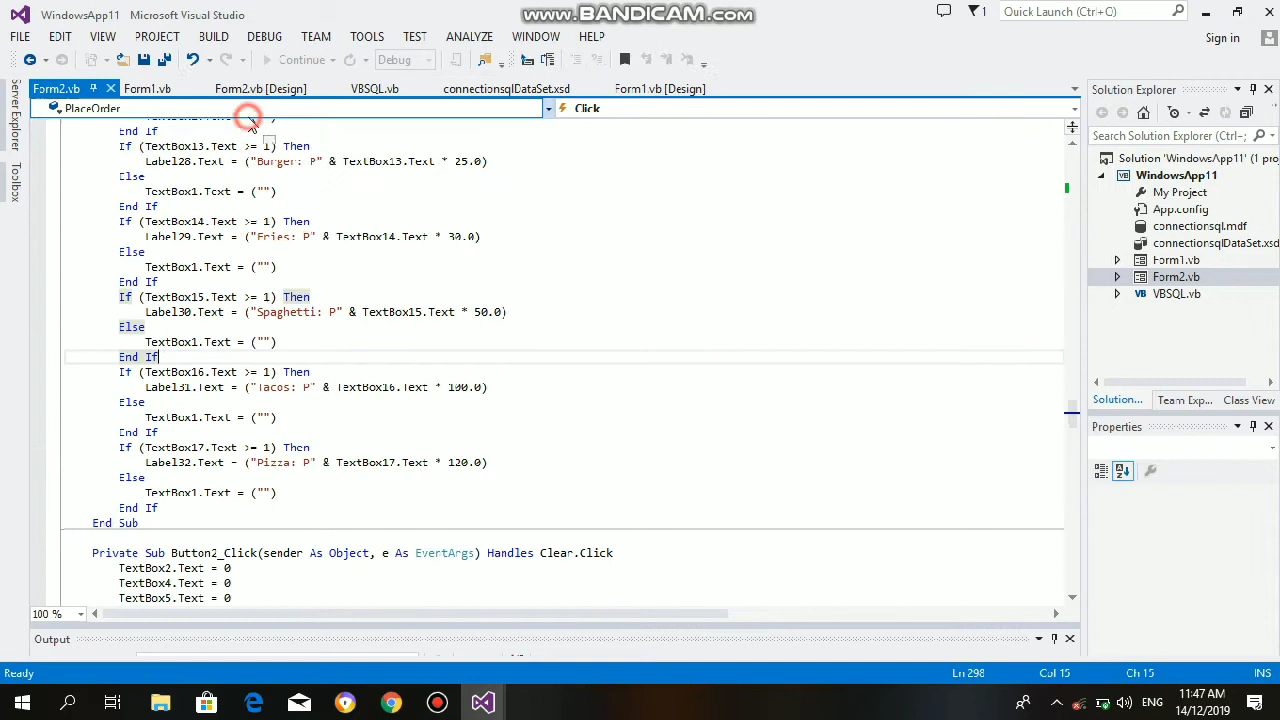 WindowsApp11 - Microsoft Visual Studio
www.BANDICAM.com
1
Quick Launch (Ctrl+Q)
FILE EDIT VIEW PROJECT BUILD DEBUG TEAM TOOLS TEST ANALYZE WINDOW HELP
Sign in
Continue
Debug
Form2.vb Form1.vb Form2.vb [Design] VBSQL.vb connectionsqlDataSet.xsd Form1.vb [Design]
PlaceOrder
Click
Server Explorer
Toolbox
End If
If (TextBox13.Text >= 1) Then
Label28.Text = ("Burger: P" & TextBox13.Text * 25.0)
Else
TextBox1.Text = ("")
End If
If (TextBox14.Text >= 1) Then
Label29.Text = ("Fries: P" & TextBox14.Text * 30.0)
Else
TextBox1.Text = ("")
End If
If (TextBox15.Text >= 1) Then
Label30.Text = ("Spaghetti: P" & TextBox15.Text * 50.0)
Else
TextBox1.Text = ("")
End If
If (TextBox16.Text >= 1) Then
Label31.Text = ("Tacos: P" & TextBox16.Text * 100.0)
Else
TextBox1.Text = ("")
End If
If (TextBox17.Text >= 1) Then
Label32.Text = ("Pizza: P" & TextBox17.Text * 120.0)
Else
TextBox1.Text = ("")
End If
End Sub
Private Sub Button2_Click(sender As Object, e As EventArgs) Handles Clear.Click
TextBox2.Text = 0
TextBox4.Text = 0
TextBox5.Text = 0
100 %
Output
Solution Explorer
Search Solution Explorer (Ctrl+;)
Solution 'WindowsApp11' (1 proj
WindowsApp11
My Project
App.config
connectionsql.mdf
connectionsqlDataSet.xsd
Form1.vb
Form2.vb
VBSQL.vb
Solution... Team Exp... Class View
Properties
Ready
Ln 298
Col 15
Ch 15
INS
ENG
11:47 AM
14/12/2019